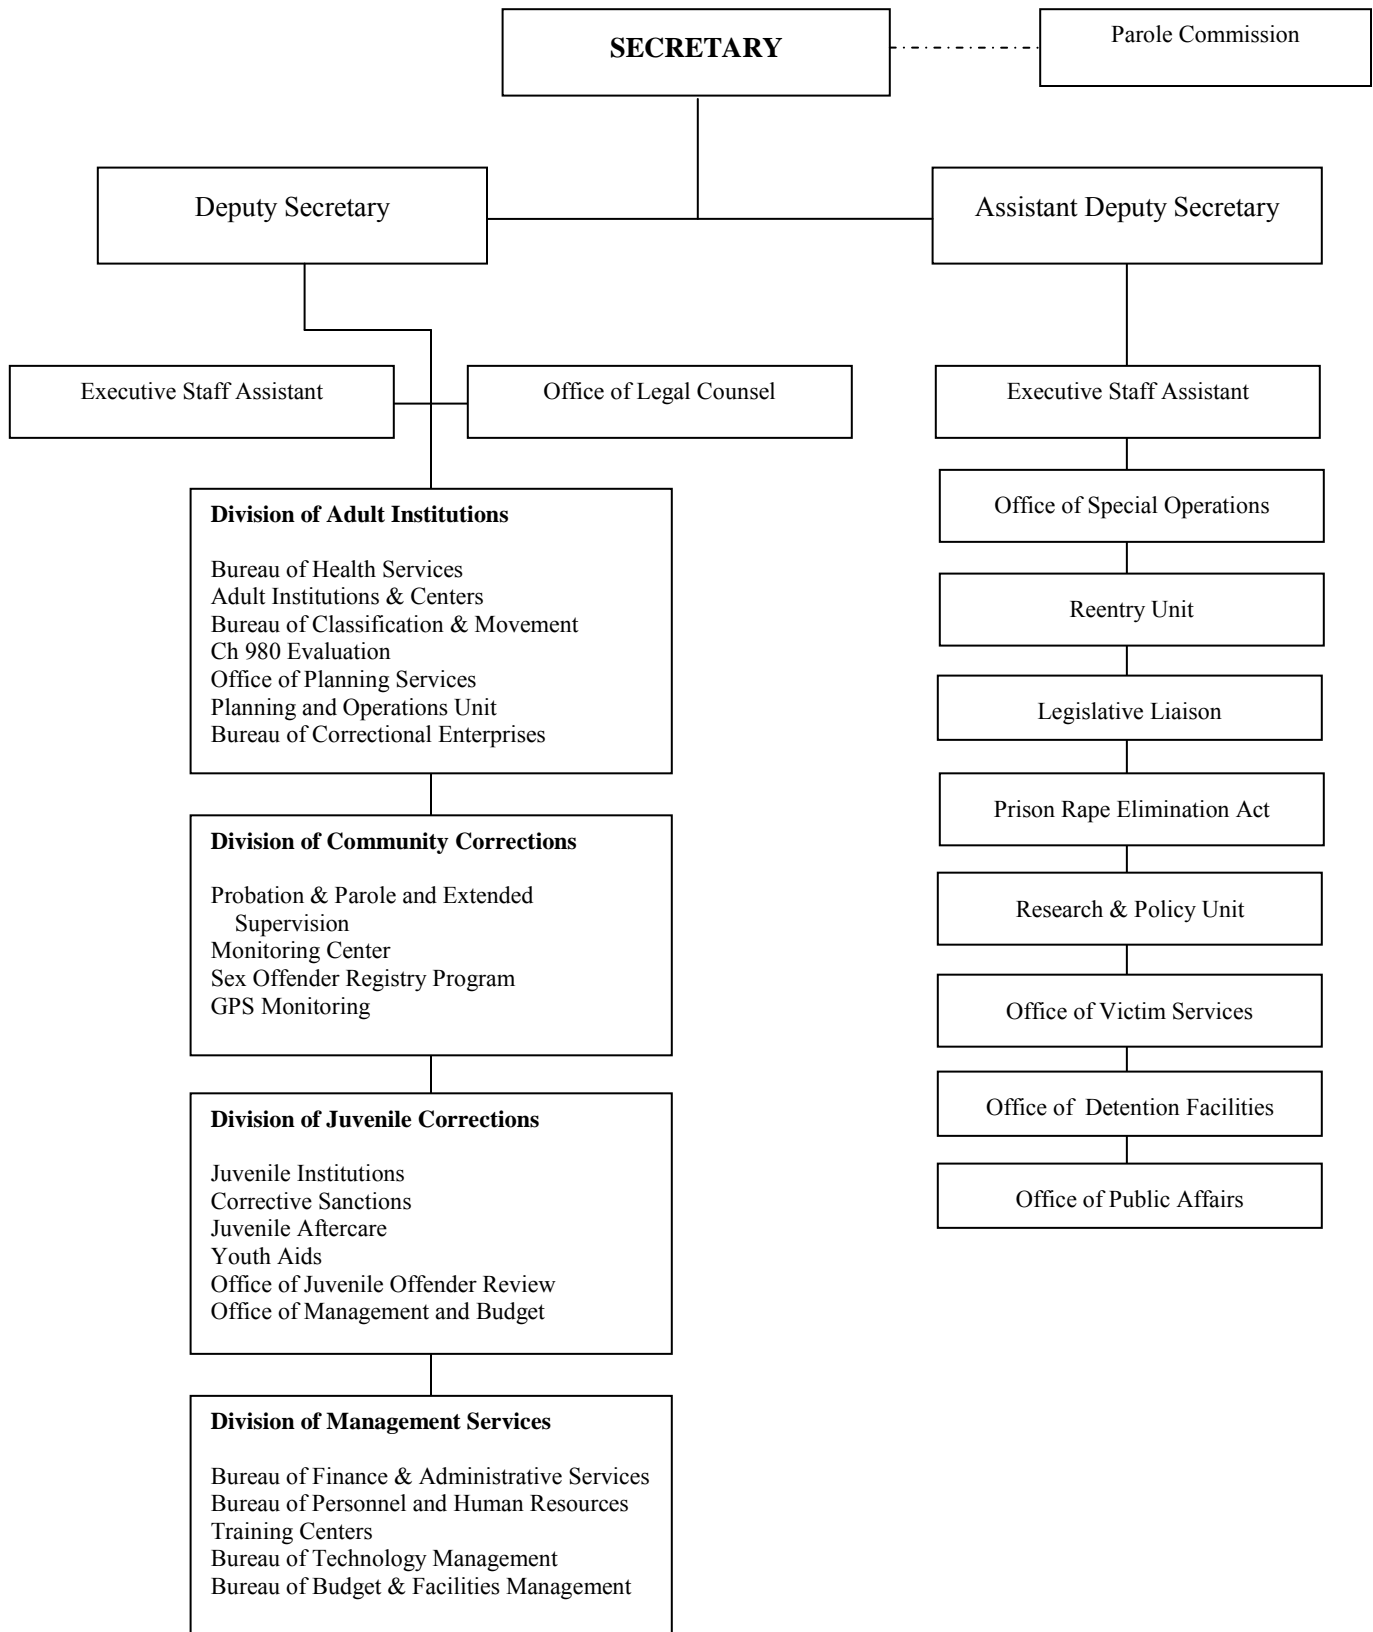 SECRETARY
Parole Commission
Deputy Secretary
Assistant Deputy Secretary
Executive Staff Assistant
Office of Legal Counsel
Executive Staff Assistant
Division of Adult Institutions
Bureau of Health Services
Adult Institutions & Centers
Bureau of Classification & Movement
Ch 980 Evaluation
Office of Planning Services
Planning and Operations Unit
Bureau of Correctional Enterprises
Division of Community Corrections
Probation & Parole and Extended
Supervision
Monitoring Center
Sex Offender Registry Program
GPS Monitoring
Division of Juvenile Corrections
Juvenile Institutions
Corrective Sanctions
Juvenile Aftercare
Youth Aids
Office of Juvenile Offender Review
Office of Management and Budget
Division of Management Services
Bureau of Finance & Administrative Services
Bureau of Personnel and Human Resources
Training Centers
Bureau of Technology Management
Bureau of Budget & Facilities Management
Office of Special Operations
Reentry Unit
Legislative Liaison
Prison Rape Elimination Act
Research & Policy Unit
Office of Victim Services
Office of Detention Facilities
Office of Public Affairs